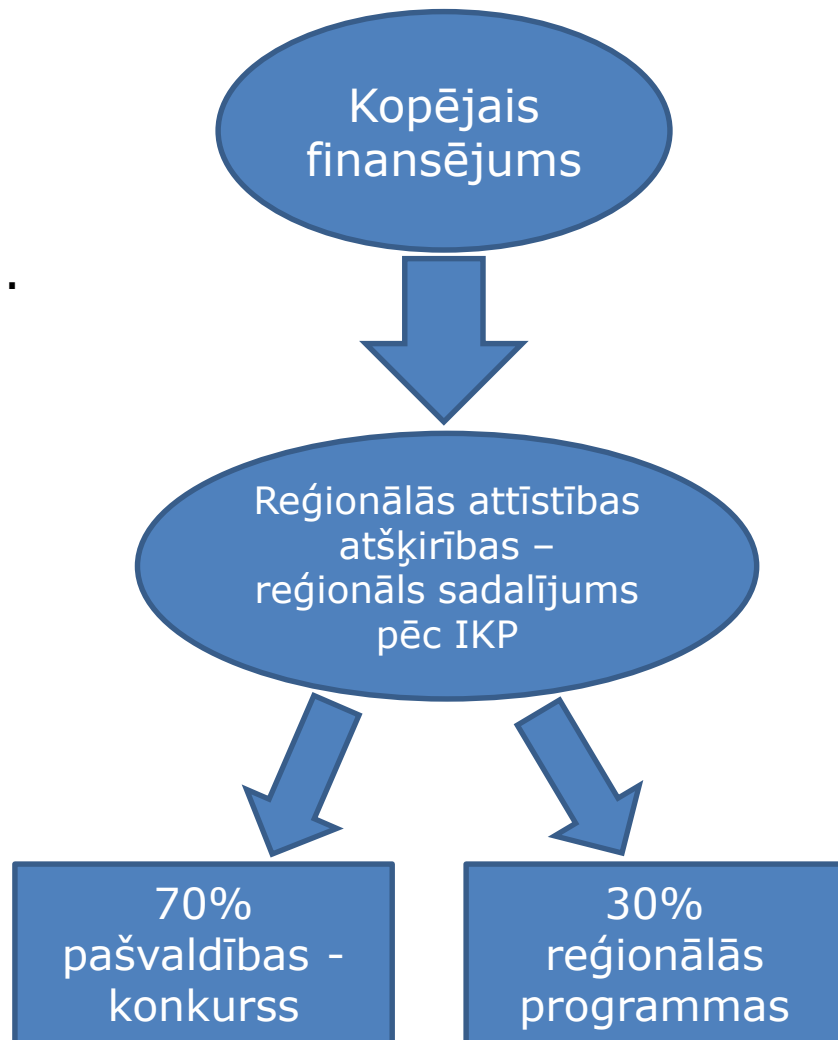 Kopējais
finansējums
.
Reģionālās attīstības
atšķirības –
reģionāls sadalījums
pēc IKP
70%
pašvaldības -
konkurss
30%
reģionālās
programmas